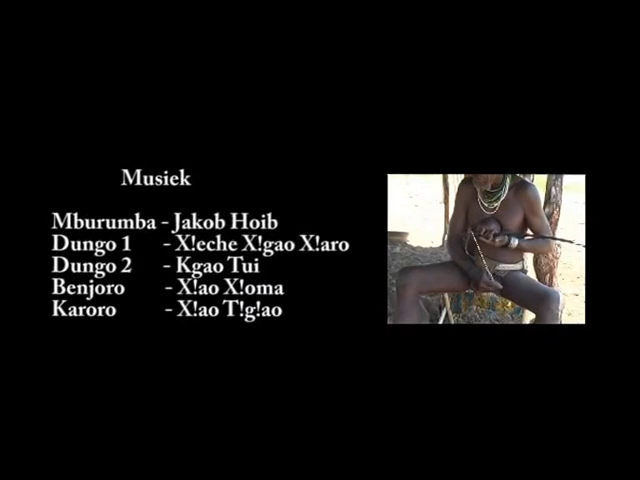 Musiek
Mburumba - Jakob Hoib
Dungo 1 - X!eche X!gao X!aro
Dungo 2 - Kgao Tui
Benjoro - X!ao X!oma
Karoro - X!ao T!g!ao